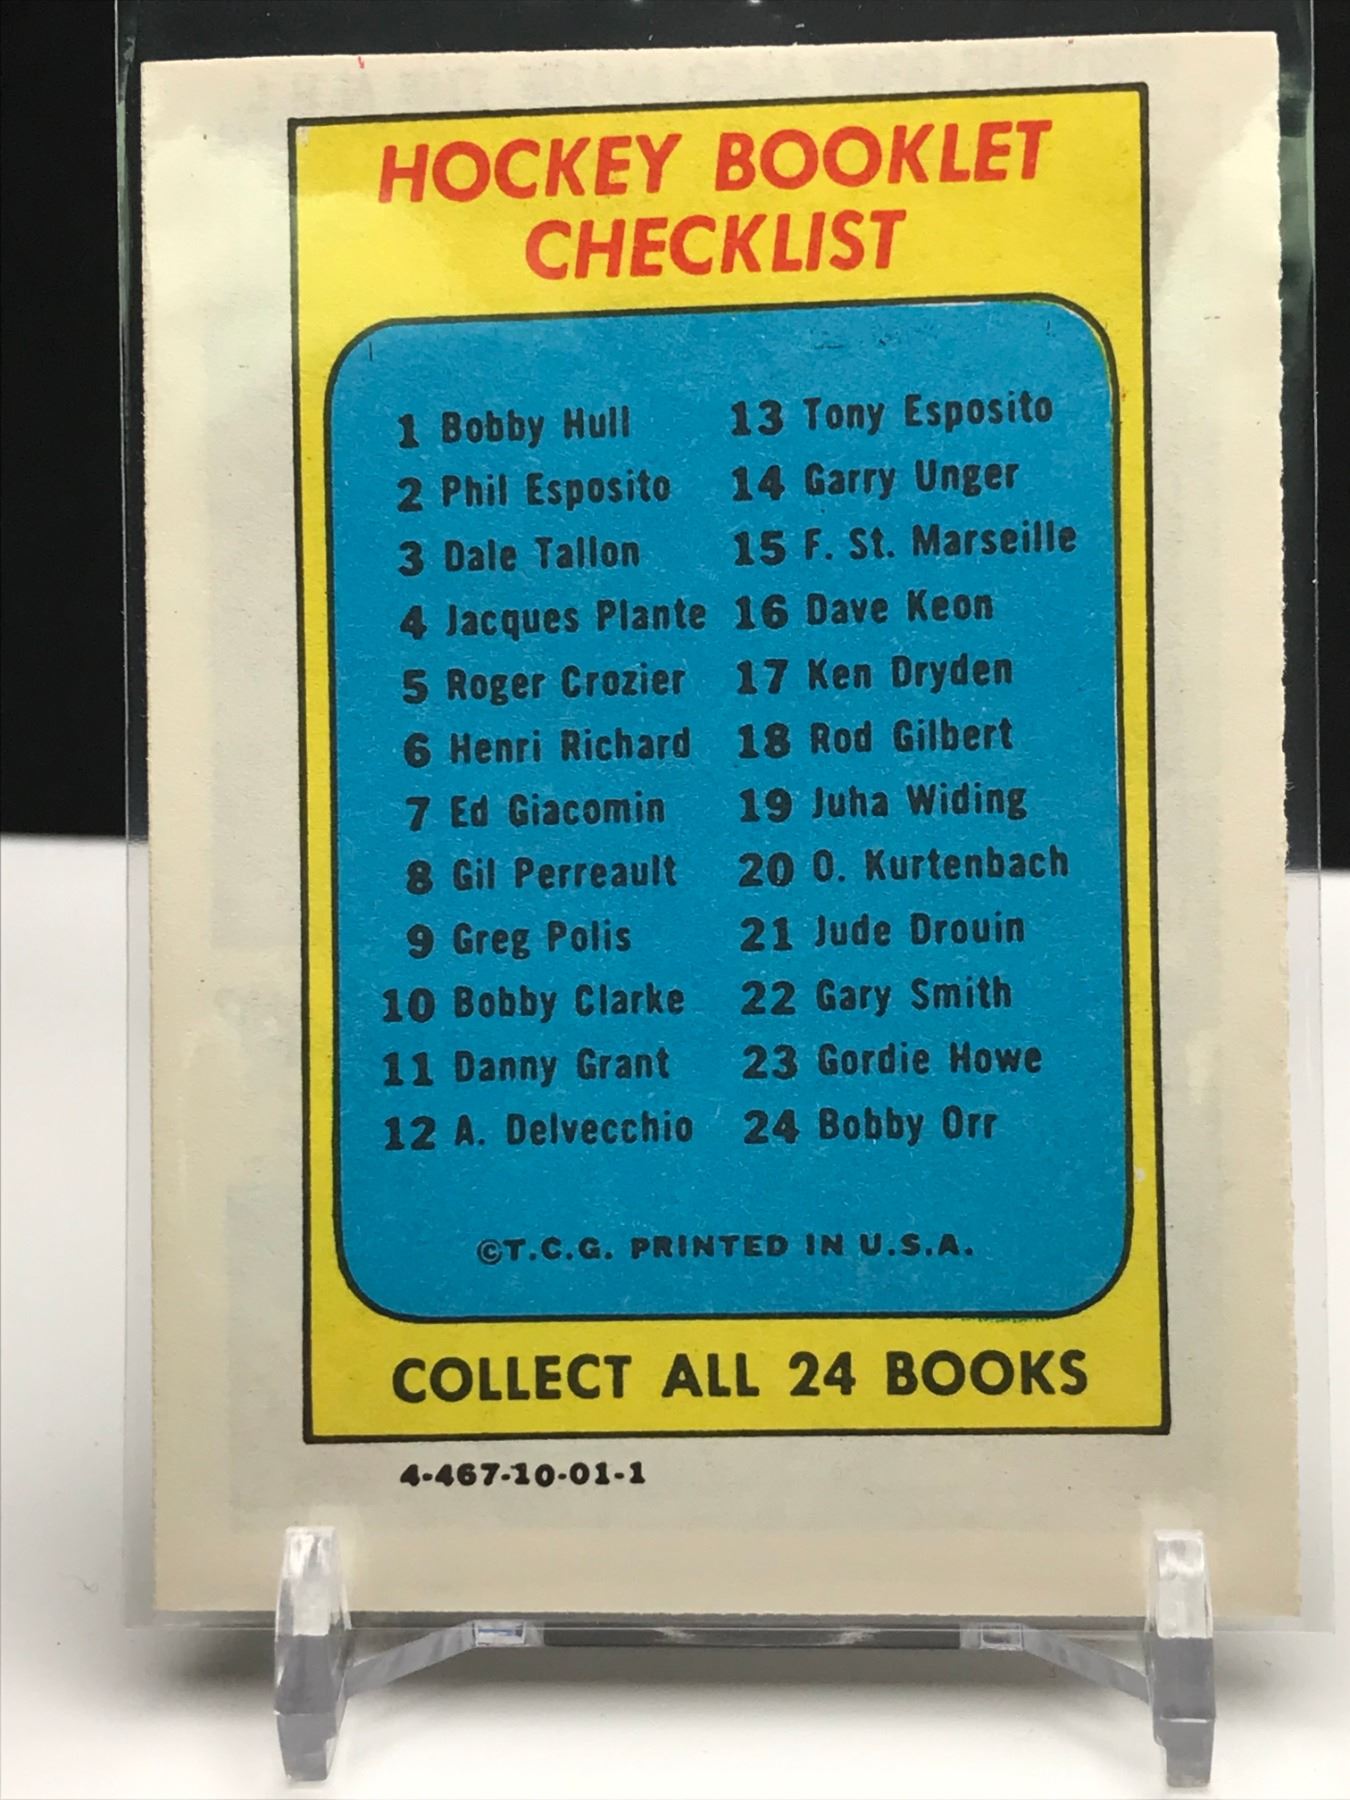 HOCKEY BOOKLET
CHECKLIST
1 Bobby Hull
2 Phil Esposito
3 Dale Tallon
4 Jacques Plante
5 Roger Crozier
6 Henri Richard
7 Ed Giacomin
8 Gil Perreault
9 Greg Polis
10 Bobby Clarke
11 Danny Grant
12 A. Delvecchio
13 Tony Esposito
14 Garry Unger
15 F. St. Marseille
16 Dave Keon
17 Ken Dryden
18 Rod Gilbert
19 Juha Widing
20 O. Kurtenbach
21 Jude Drouin
22 Gary Smith
23 Gordie Howe
24 Bobby Orr
©T.C.G. PRINTED IN U.S.A.
COLLECT ALL 24 BOOKS
4-467-10-01-1